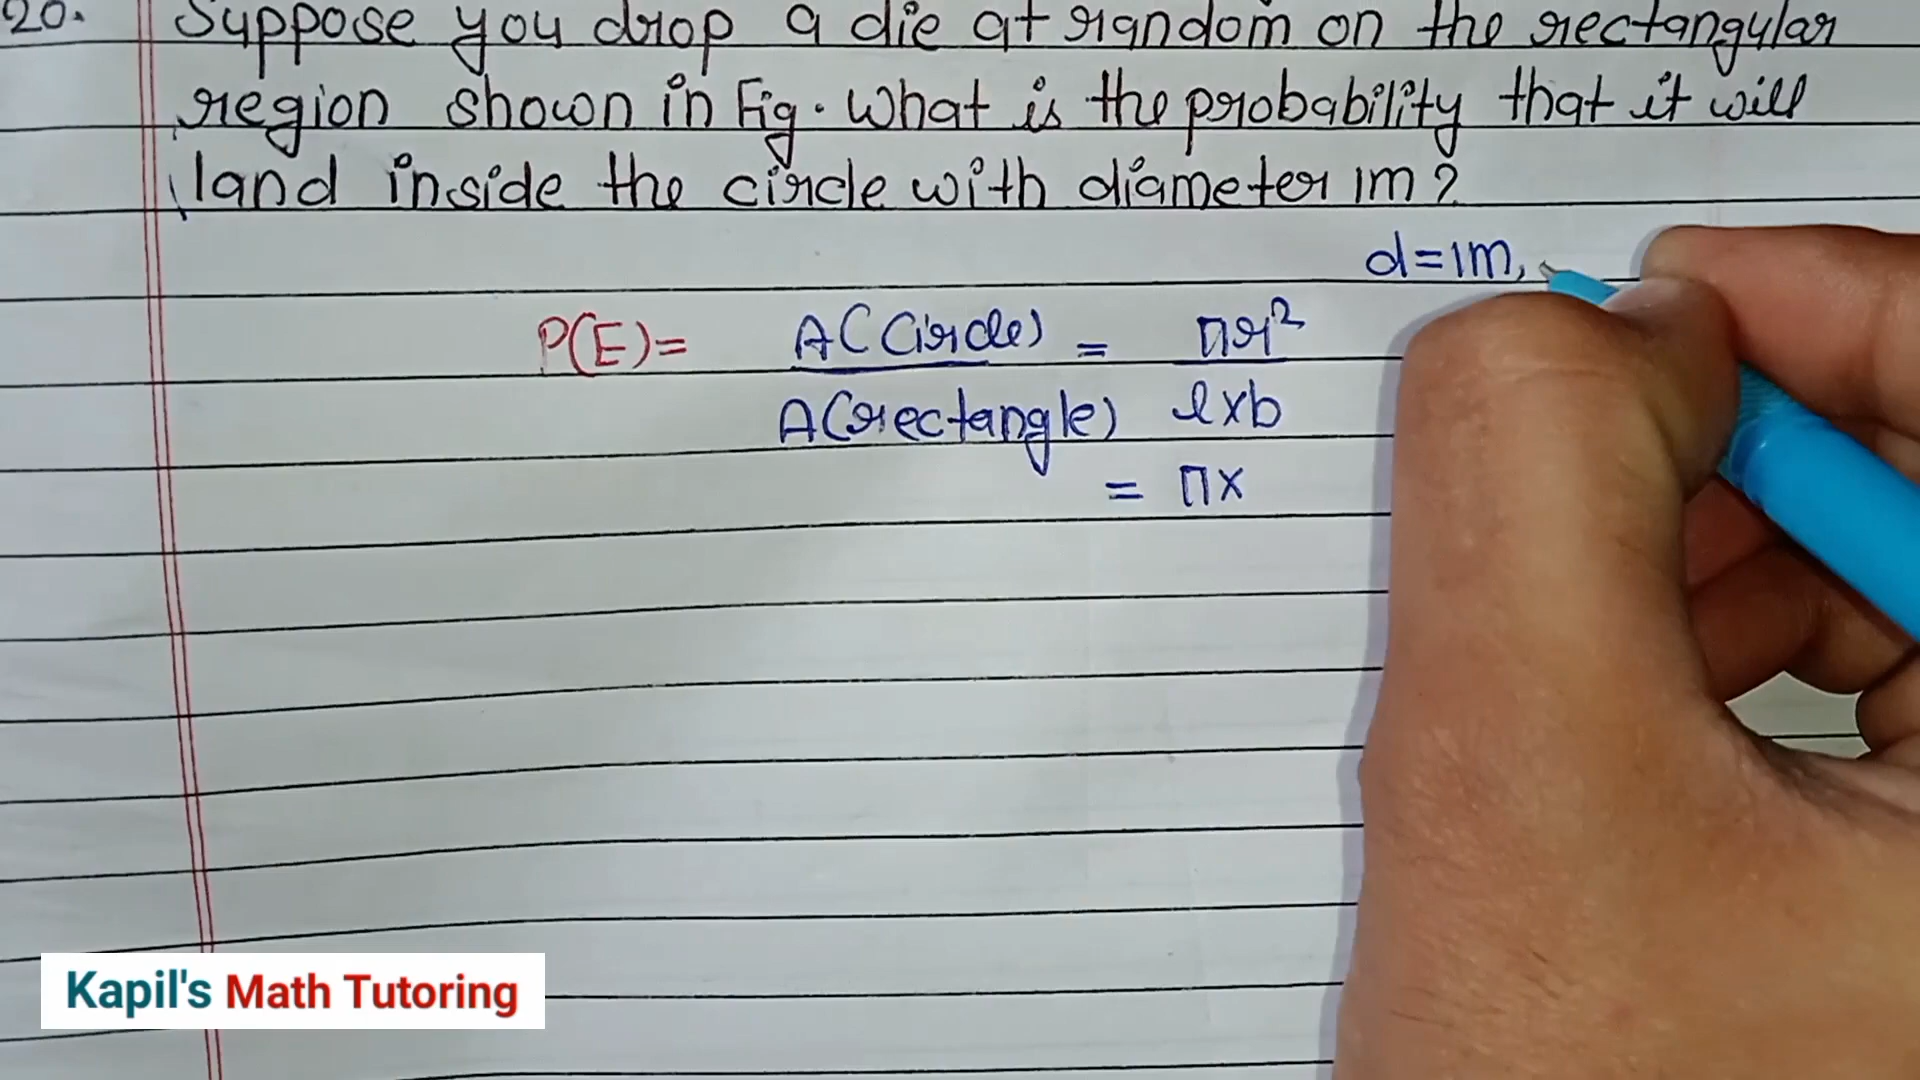 20. Suppose you drop a die at random on the rectangular
region shown in Fig. What is the probability that it will
land inside the circle with diameter 1m?
d=1m,
P(E)= A(Circle) = πr²
A(rectangle) l×b
= π×
Kapil's Math Tutoring